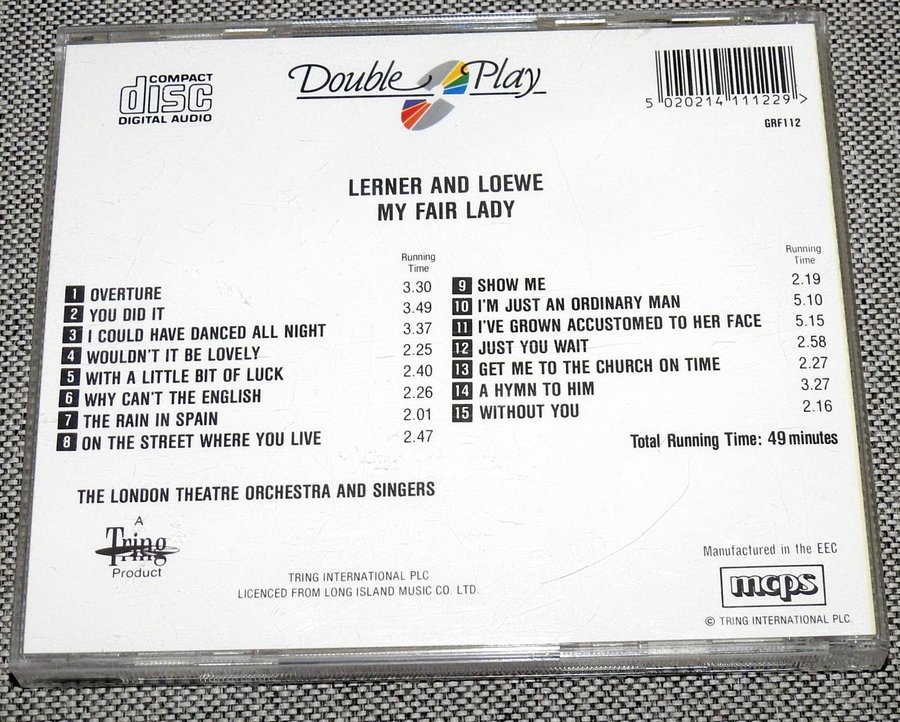 COMPACT
disc
DIGITAL AUDIO
Double Play
5 020214 111229 >
GRF112
LERNER AND LOEWE
MY FAIR LADY
Running
Time
1 OVERTURE 3.30
2 YOU DID IT 3.49
3 I COULD HAVE DANCED ALL NIGHT 3.37
4 WOULDN'T IT BE LOVELY 2.25
5 WITH A LITTLE BIT OF LUCK 2.40
6 WHY CAN'T THE ENGLISH 2.26
7 THE RAIN IN SPAIN 2.01
8 ON THE STREET WHERE YOU LIVE 2.47
Running
Time
9 SHOW ME 2.19
10 I'M JUST AN ORDINARY MAN 5.10
11 I'VE GROWN ACCUSTOMED TO HER FACE 5.15
12 JUST YOU WAIT 2.58
13 GET ME TO THE CHURCH ON TIME 2.27
14 A HYMN TO HIM 3.27
15 WITHOUT YOU 2.16
Total Running Time: 49 minutes
THE LONDON THEATRE ORCHESTRA AND SINGERS
A
Tring
Product
TRING INTERNATIONAL PLC
LICENCED FROM LONG ISLAND MUSIC CO. LTD.
Manufactured in the EEC
mcps
© TRING INTERNATIONAL PLC